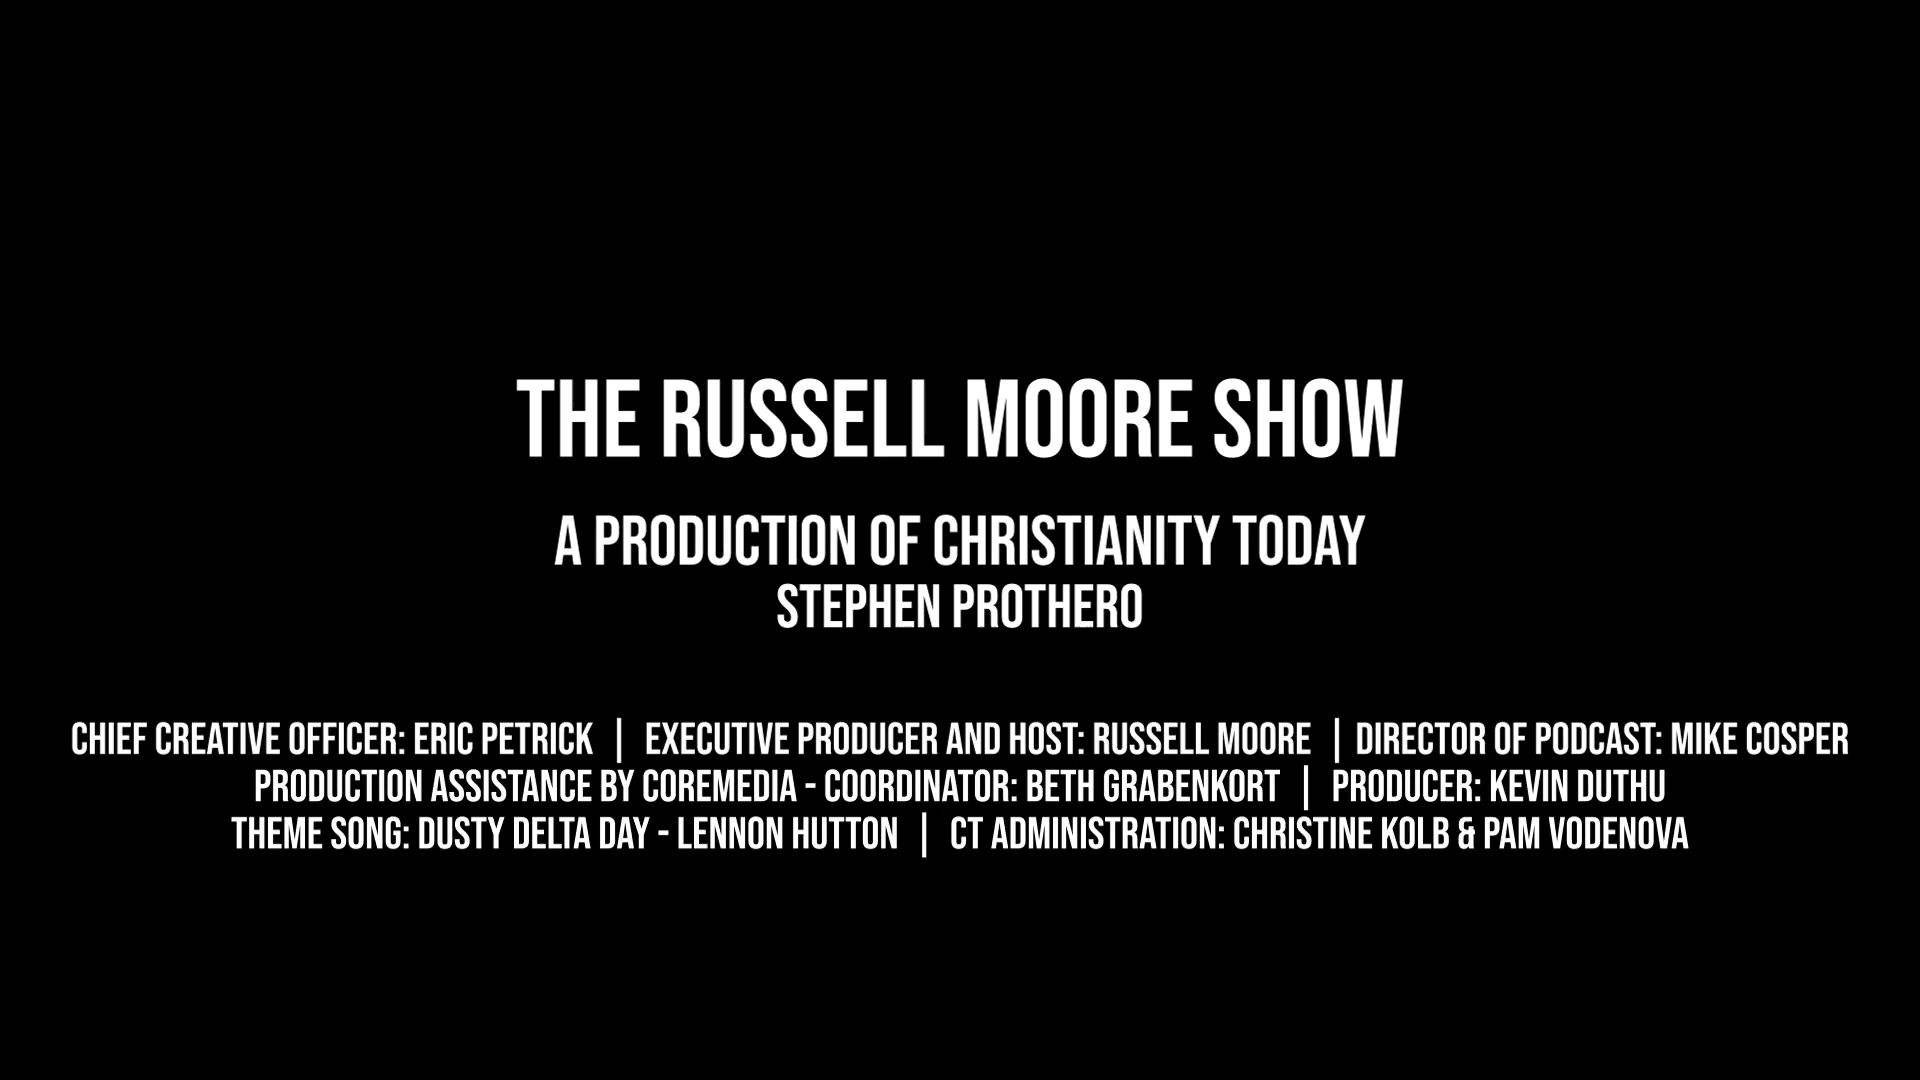 THE RUSSELL MOORE SHOW
A PRODUCTION OF CHRISTIANITY TODAY
STEPHEN PROTHERO
CHIEF CREATIVE OFFICER: ERIC PETRICK | EXECUTIVE PRODUCER AND HOST: RUSSELL MOORE | DIRECTOR OF PODCAST: MIKE COSPER
PRODUCTION ASSISTANCE BY COREMEDIA - COORDINATOR: BETH GRABENKORT | PRODUCER: KEVIN DUTHU
THEME SONG: DUSTY DELTA DAY - LENNON HUTTON | CT ADMINISTRATION: CHRISTINE KOLB & PAM VODENOVA